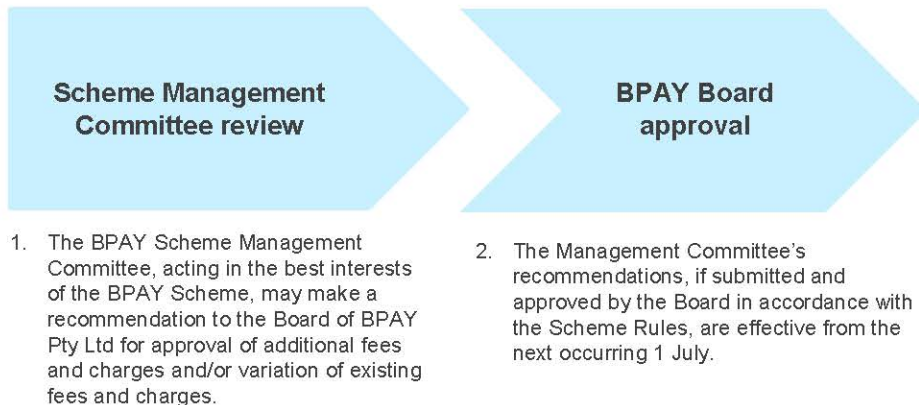 Scheme Management
Committee review
BPAY Board
approval
1. The BPAY Scheme Management
Committee, acting in the best interests
of the BPAY Scheme, may make a
recommendation to the Board of BPAY
Pty Ltd for approval of additional fees
and charges and/or variation of existing
fees and charges.
2. The Management Committee’s
recommendations, if submitted and
approved by the Board in accordance with
the Scheme Rules, are effective from the
next occurring 1 July.